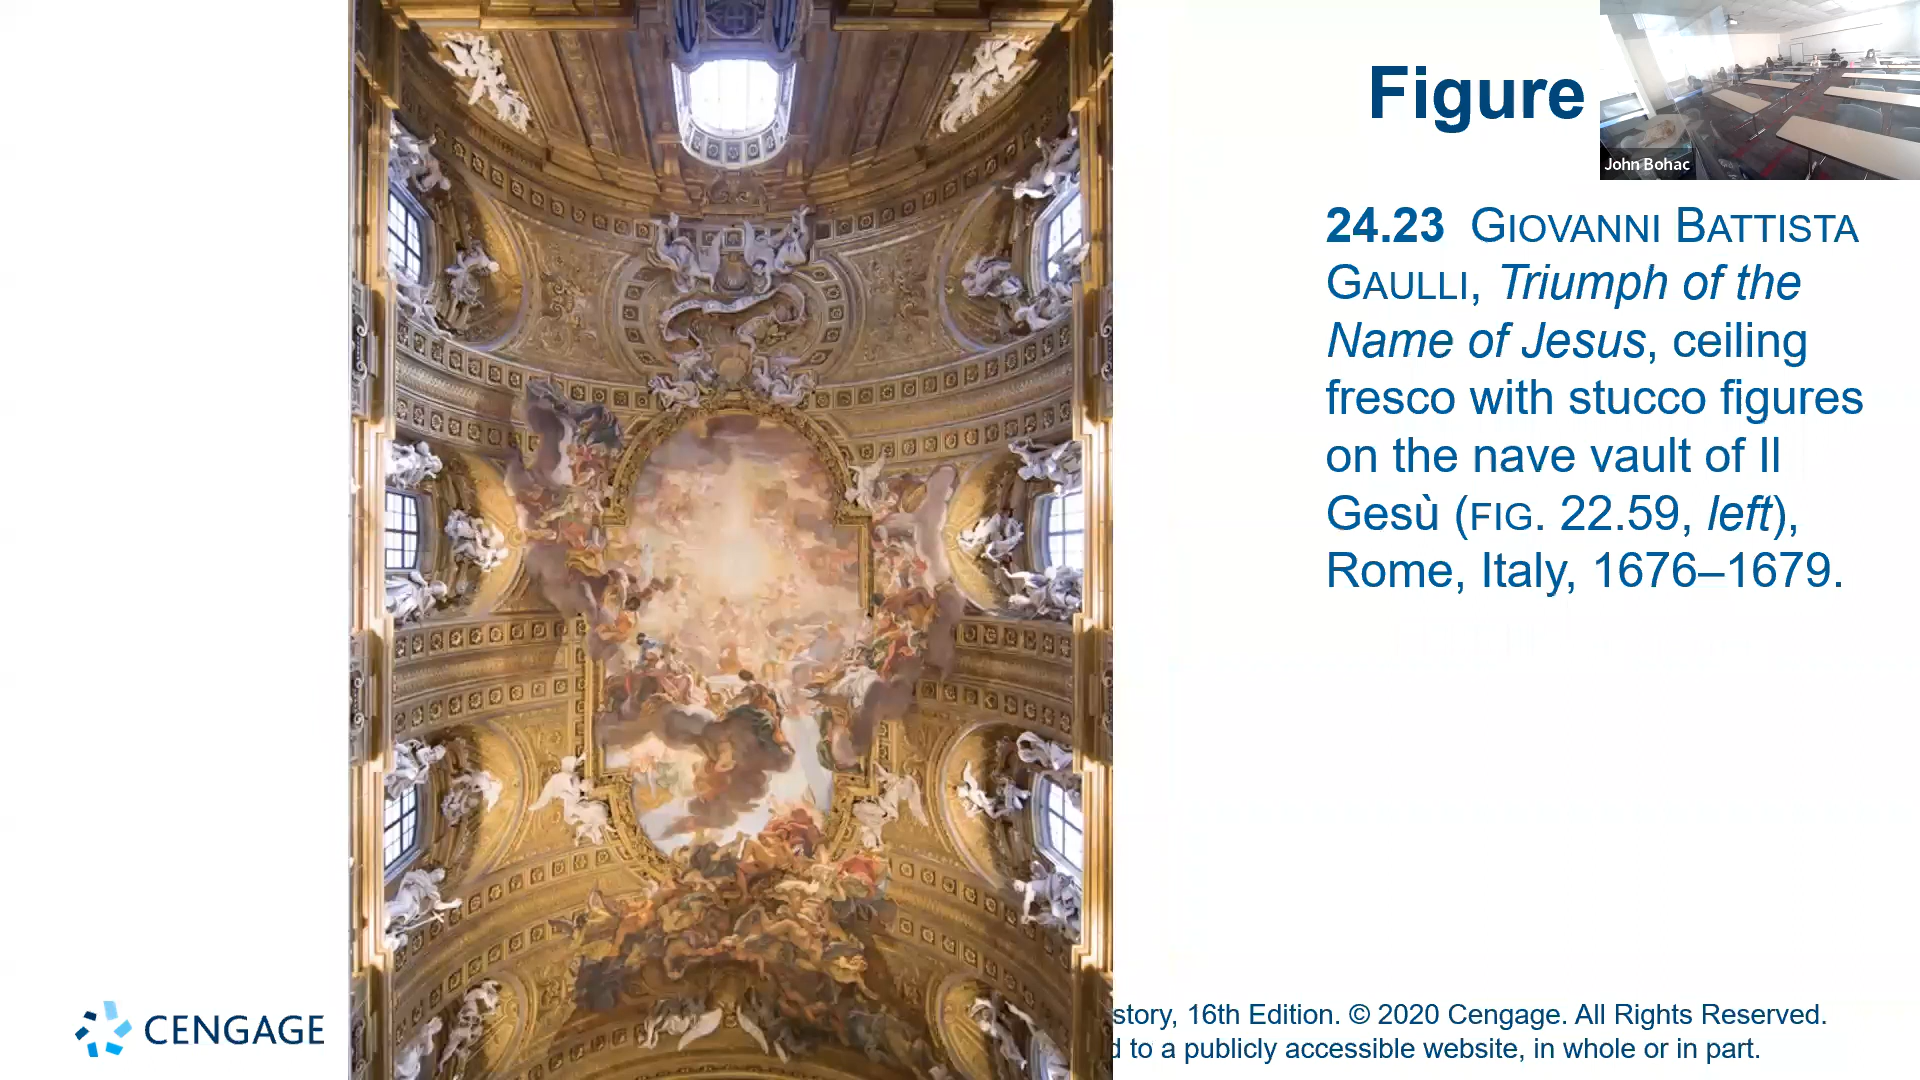 Figure
John Bohac
24.23 GIOVANNI BATTISTA
GAULLI, Triumph of the
Name of Jesus, ceiling
fresco with stucco figures
on the nave vault of Il
Gesù (FIG. 22.59, left),
Rome, Italy, 1676–1679.
CENGAGE
story, 16th Edition. © 2020 Cengage. All Rights Reserved.
to a publicly accessible website, in whole or in part.